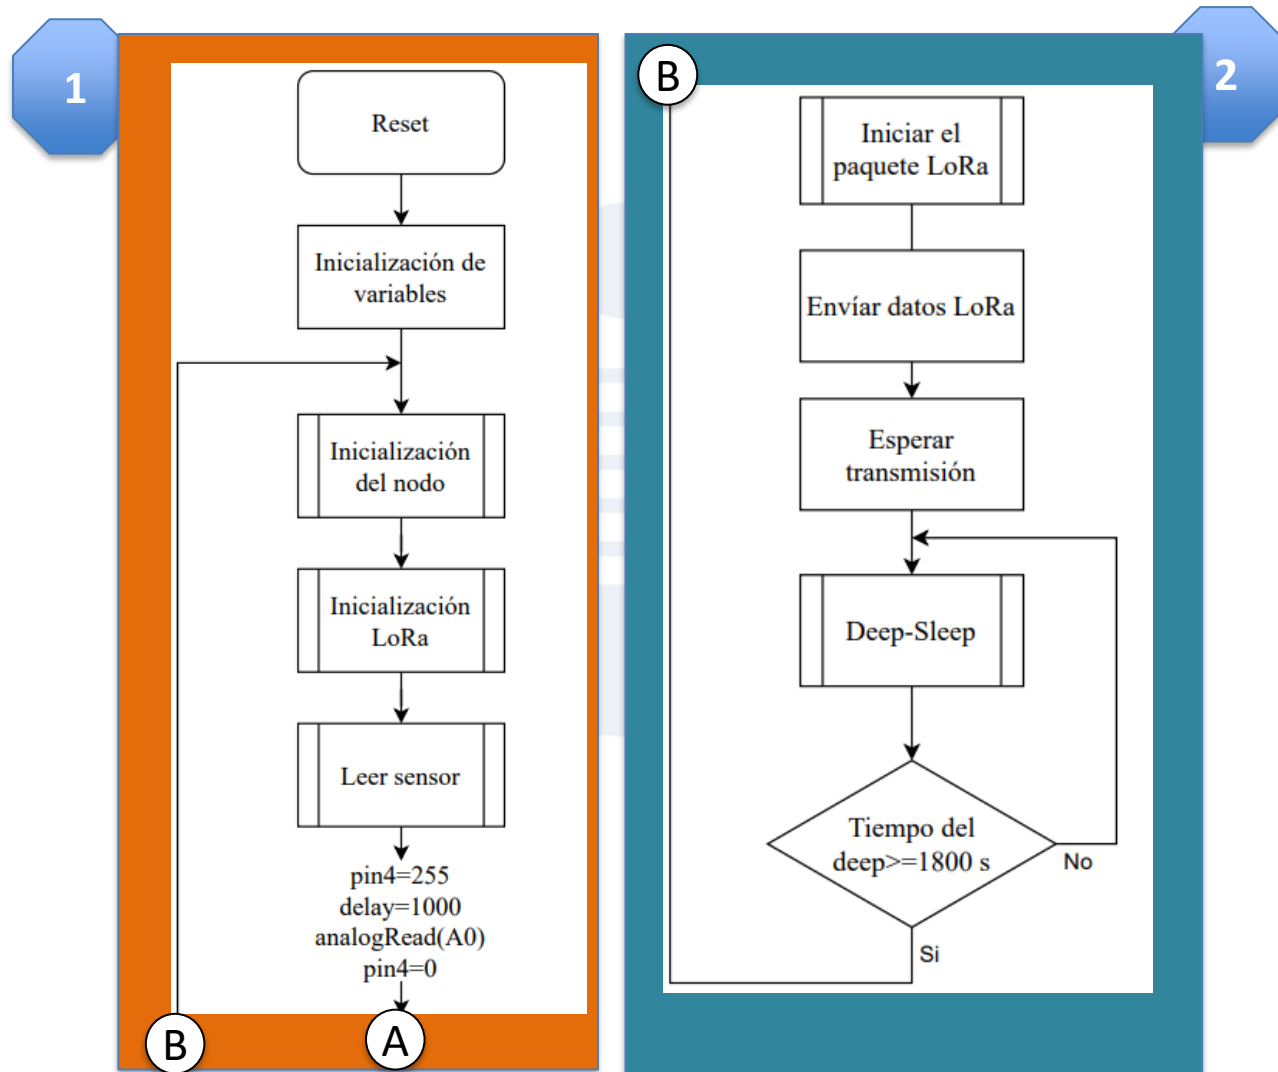 1
Reset
Inicialización de
variables
Inicialización
del nodo
Inicialización
LoRa
Leer sensor
pin4=255
delay=1000
analogRead(A0)
pin4=0
B
A
2
B
Iniciar el
paquete LoRa
Envíar datos LoRa
Esperar
transmisión
Deep-Sleep
Tiempo del
deep>=1800 s
No
Si